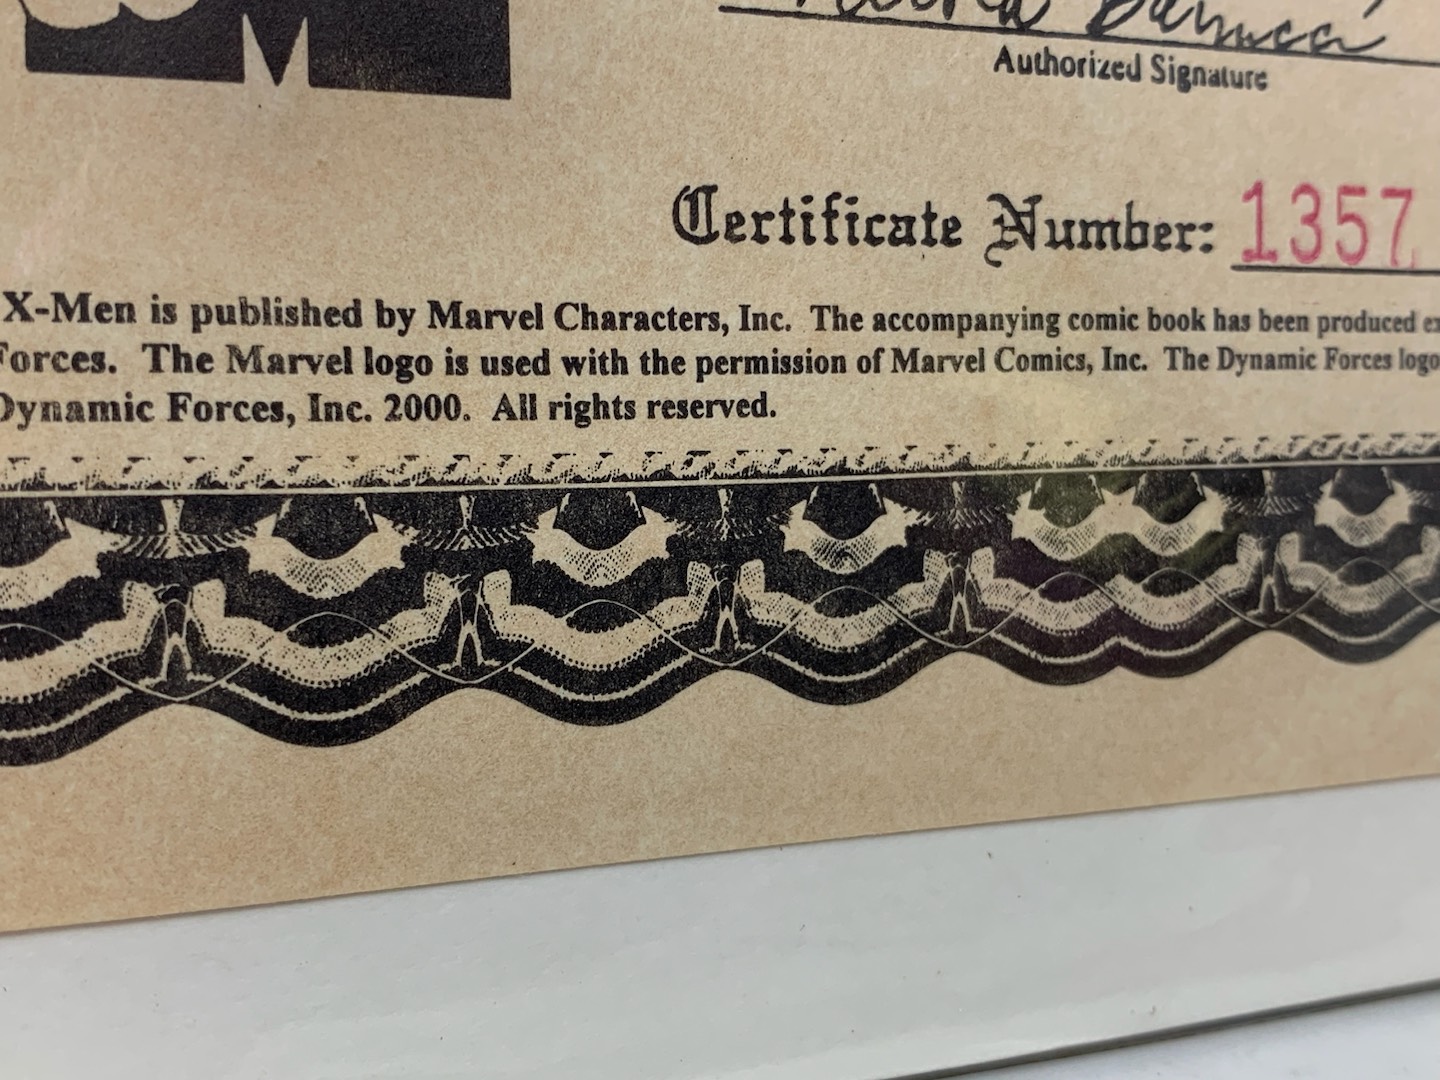 Authorized Signature
Certificate Number: 1357
X-Men is published by Marvel Characters, Inc. The accompanying comic book has been produced
Forces. The Marvel logo is used with the permission of Marvel Comics, Inc. The Dynamic Forces logo
Dynamic Forces, Inc. 2000. All rights reserved.